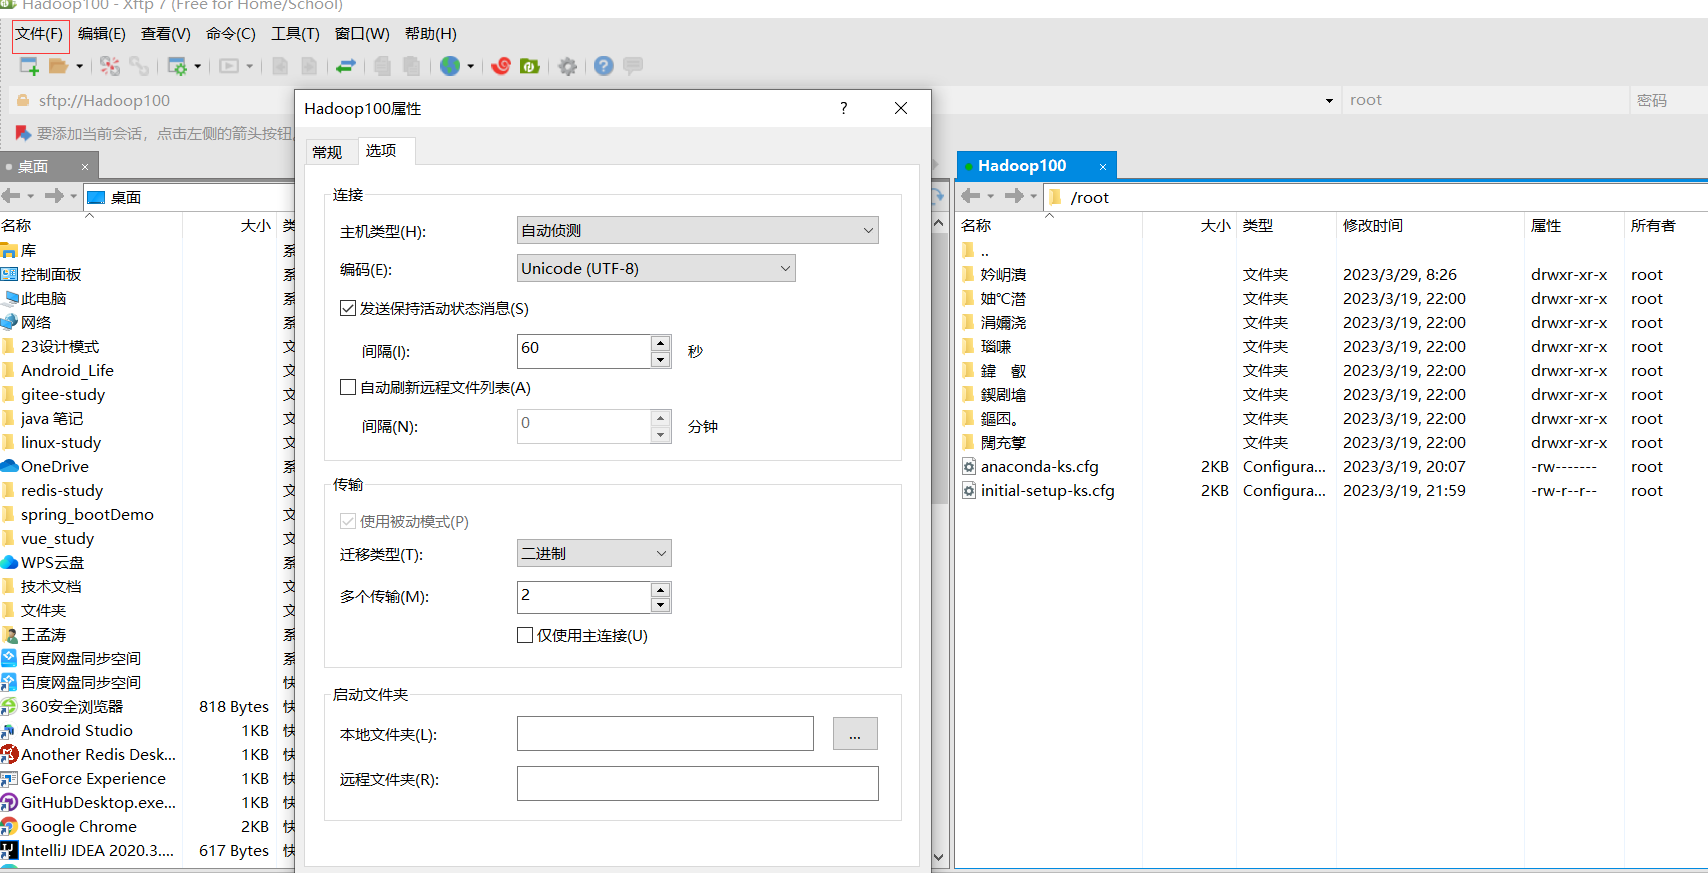 Hadoop100 - Xftp 7 (Free for Home/School)
文件(F) 编辑(E) 查看(V) 命令(C) 工具(T) 窗口(W) 帮助(H)
sftp://Hadoop100
root
密码
要添加当前会话，点击左侧的箭头按钮
桌面
桌面
名称 大小 类
库 系
控制面板 系
此电脑 系
网络 系
23设计模式 文
Android_Life 文
gitee-study 文
java 笔记 文
linux-study 文
OneDrive 系
redis-study 文
spring_bootDemo 文
vue_study 文
WPS云盘 系
技术文档 文
文件夹 文
王孟涛 系
百度网盘同步空间 系
百度网盘同步空间 快
360安全浏览器 818 Bytes 快
Android Studio 1KB 快
Another Redis Desk... 1KB 快
GeForce Experience 1KB 快
GitHubDesktop.exe... 1KB 快
Google Chrome 2KB 快
IntelliJ IDEA 2020.3.... 617 Bytes 快
Hadoop100属性 ?
常规 选项
连接
主机类型(H): 自动侦测
编码(E): Unicode (UTF-8)
发送保持活动状态消息(S)
间隔(I): 60 秒
自动刷新远程文件列表(A)
间隔(N): 0 分钟
传输
使用被动模式(P)
迁移类型(T): 二进制
多个传输(M): 2
仅使用主连接(U)
启动文件夹
本地文件夹(L): ...
远程文件夹(R):
Hadoop100
/root
名称 大小 类型 修改时间 属性 所有者
..
文件夹 2023/3/29, 8:26 drwxr-xr-x root
妯℃潜 文件夹 2023/3/19, 22:00 drwxr-xr-x root
涓嬭浇 文件夹 2023/3/19, 22:00 drwxr-xr-x root
文件夹 2023/3/19, 22:00 drwxr-xr-x root
文件夹 2023/3/19, 22:00 drwxr-xr-x root
文件夹 2023/3/19, 22:00 drwxr-xr-x root
文件夹 2023/3/19, 22:00 drwxr-xr-x root
文件夹 2023/3/19, 22:00 drwxr-xr-x root
anaconda-ks.cfg 2KB Configura... 2023/3/19, 20:07 -rw------- root
initial-setup-ks.cfg 2KB Configura... 2023/3/19, 21:59 -rw-r--r-- root